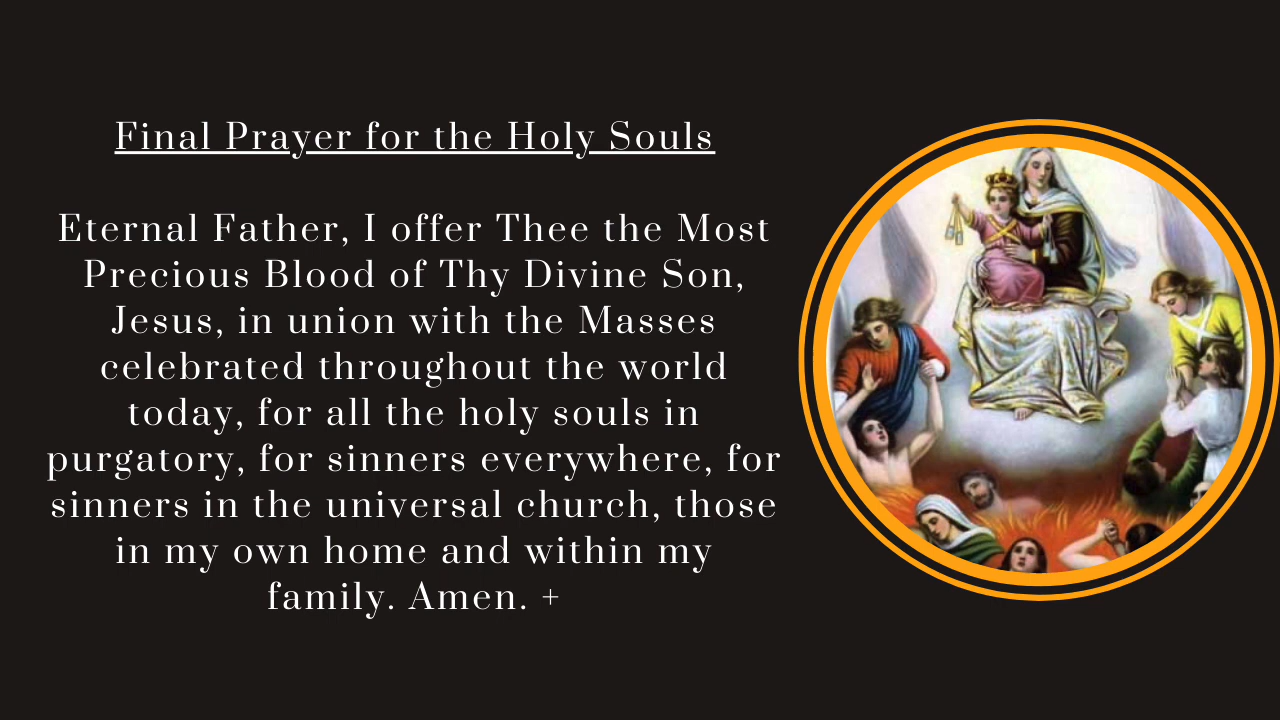 Final Prayer for the Holy Souls
Eternal Father, I offer Thee the Most
Precious Blood of Thy Divine Son,
Jesus, in union with the Masses
celebrated throughout the world
today, for all the holy souls in
purgatory, for sinners everywhere, for
sinners in the universal church, those
in my own home and within my
family. Amen. +